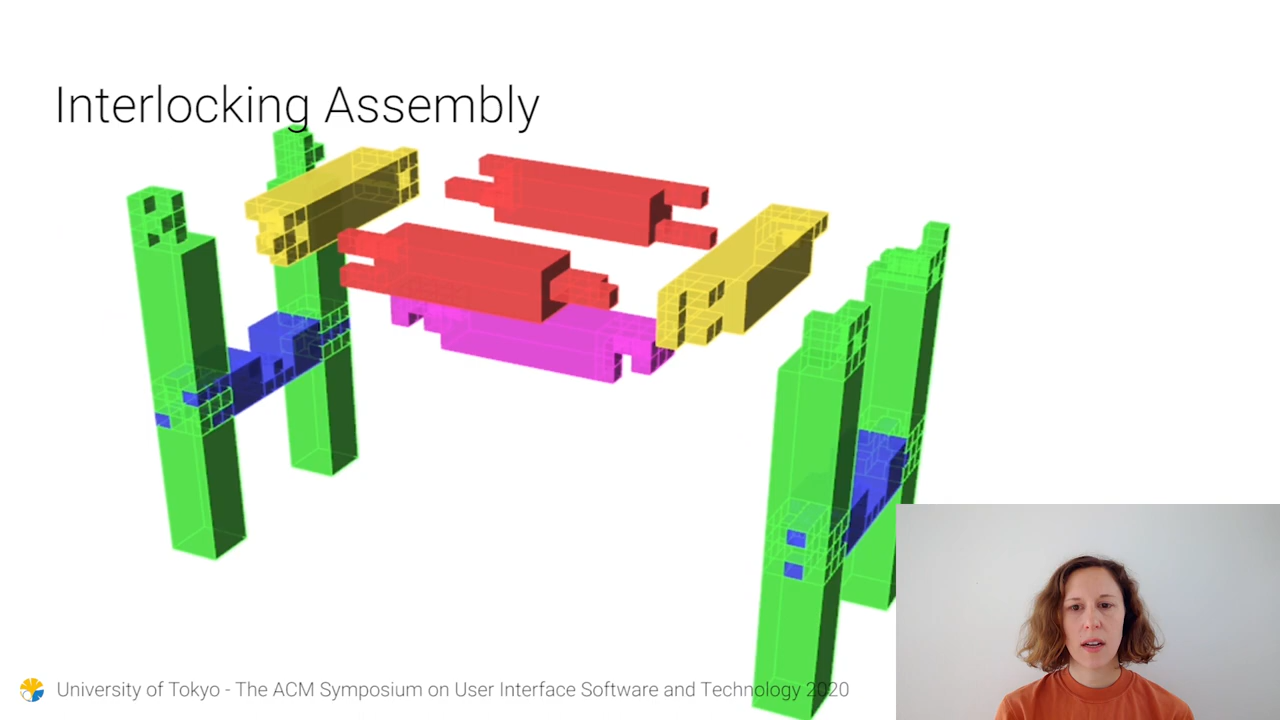 Interlocking Assembly
University of Tokyo - The ACM Symposium on User Interface Software and Technology 2020